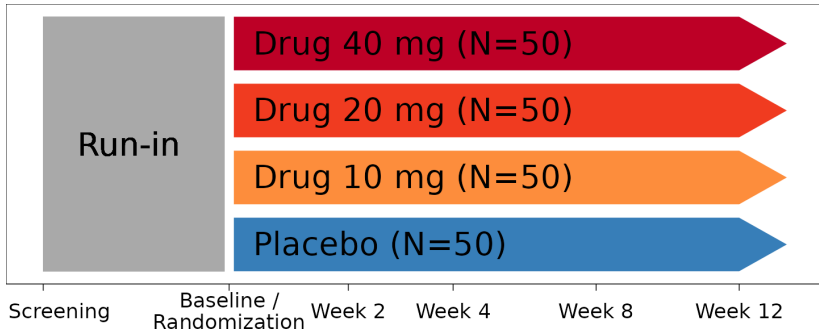 Drug 40 mg (N=50)
Drug 20 mg (N=50)
Run-in
Drug 10 mg (N=50)
Placebo (N=50)
Screening
Baseline /
Randomization
Week 2
Week 4
Week 8
Week 12